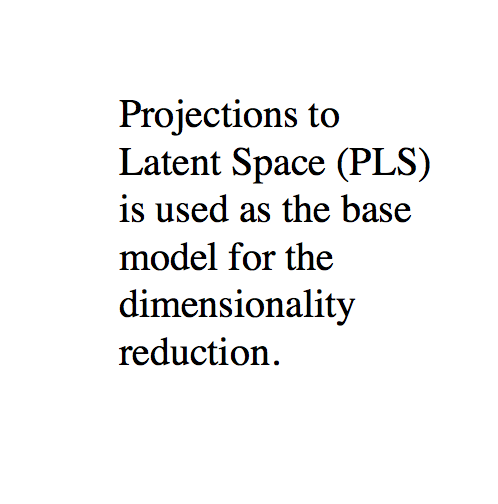 Projections to
Latent Space (PLS)
is used as the base
model for the
dimensionality
reduction.